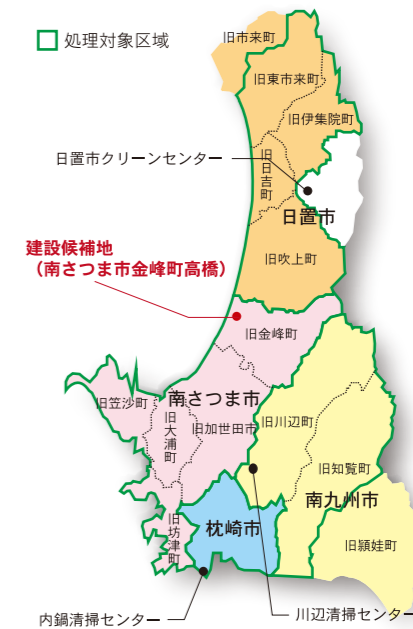 処理対象区域
旧市来町
旧東市来町
旧伊集院町
旧日吉町
日置市クリーンセンター
日置市
旧吹上町
建設候補地
（南さつま市金峰町高橋）
旧金峰町
南さつま市
旧笠沙町
旧大浦町
旧加世田市
旧川辺町
旧知覧町
南九州市
枕崎市
旧坊津町
旧頴娃町
内鍋清掃センター
川辺清掃センター